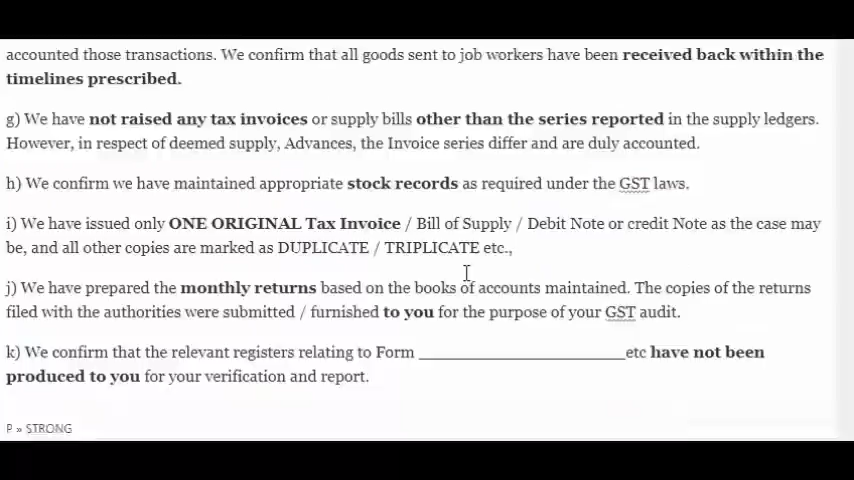 accounted those transactions. We confirm that all goods sent to job workers have been received back within the
timelines prescribed.
g) We have not raised any tax invoices or supply bills other than the series reported in the supply ledgers.
However, in respect of deemed supply, Advances, the Invoice series differ and are duly accounted.
h) We confirm we have maintained appropriate stock records as required under the GST laws.
i) We have issued only ONE ORIGINAL Tax Invoice / Bill of Supply / Debit Note or credit Note as the case may
be, and all other copies are marked as DUPLICATE / TRIPLICATE etc.,
j) We have prepared the monthly returns based on the books of accounts maintained. The copies of the returns
filed with the authorities were submitted / furnished to you for the purpose of your GST audit.
k) We confirm that the relevant registers relating to Form _______________________etc have not been
produced to you for your verification and report.
P » STRONG